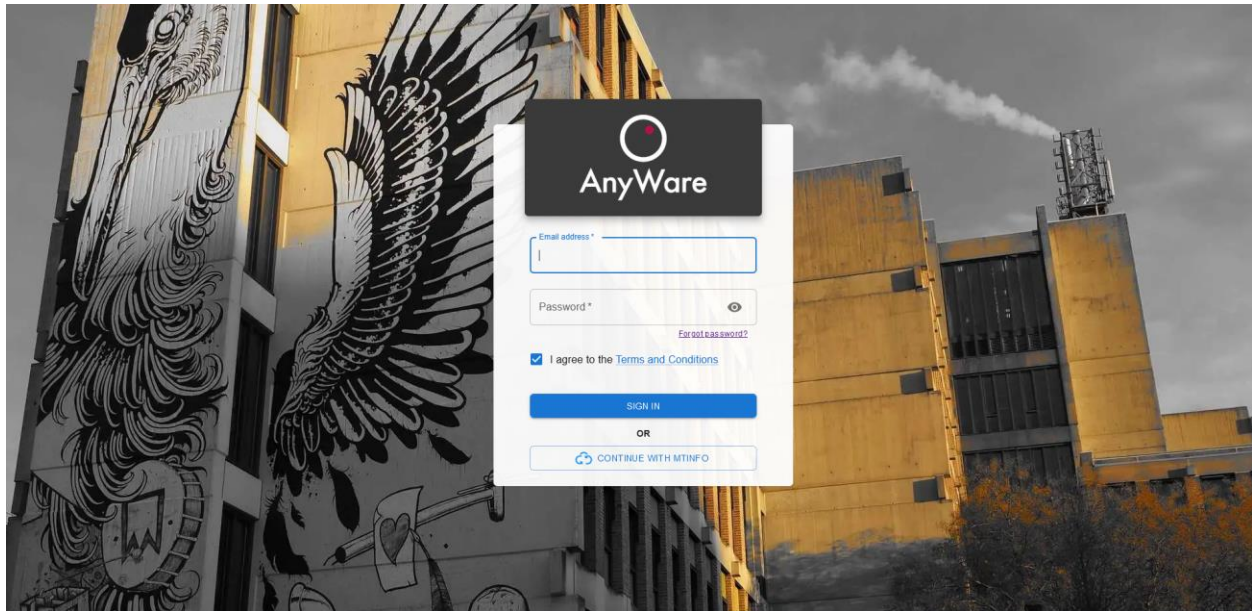 AnyWare
Email address *
Password *
Forgot password?
I agree to the Terms and Conditions
SIGN IN
OR
CONTINUE WITH MTINFO